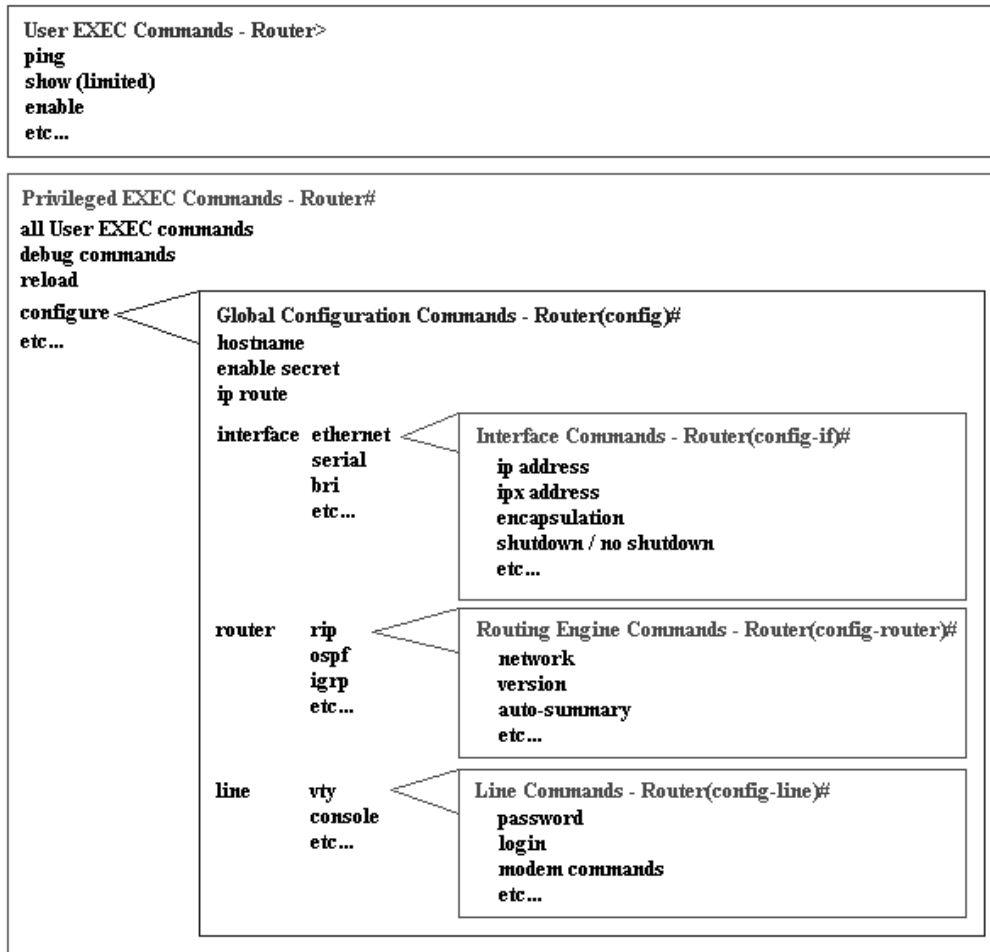 User EXEC Commands - Router>
ping
show (limited)
enable
etc...
Privileged EXEC Commands - Router#
all User EXEC commands
debug commands
reload
configure
etc...
Global Configuration Commands - Router(config)#
hostname
enable secret
ip route
interface ethernet
serial
bri
etc...
Interface Commands - Router(config-if)#
ip address
ipx address
encapsulation
shutdown / no shutdown
etc...
router rip
ospf
igrp
etc...
Routing Engine Commands - Router(config-router)#
network
version
auto-summary
etc...
line vty
console
etc...
Line Commands - Router(config-line)#
password
login
modem commands
etc...